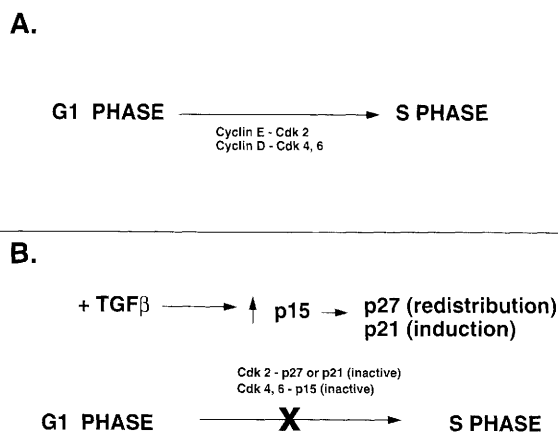 A.
G1 PHASE
S PHASE
Cyclin E - Cdk 2
Cyclin D - Cdk 4, 6
B.
+ TGFβ
p15
p27 (redistribution)
p21 (induction)
Cdk 2 - p27 or p21 (inactive)
Cdk 4, 6 - p15 (inactive)
G1 PHASE
X
S PHASE